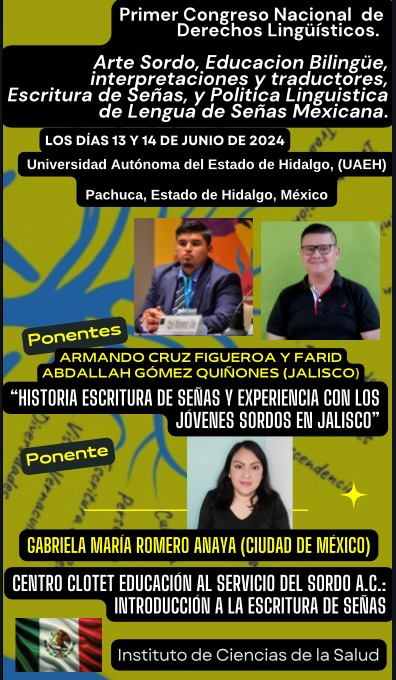 Primer Congreso Nacional de
Derechos Lingüísticos.
Arte Sordo, Educacion Bilingüe,
interpretaciones y traductores,
Escritura de Señas, y Politica Linguistica
de Lengua de Señas Mexicana.
LOS DÍAS 13 Y 14 DE JUNIO DE 2024
Universidad Autónoma del Estado de Hidalgo, (UAEH)
Pachuca, Estado de Hidalgo, México
Ponentes
ARMANDO CRUZ FIGUEROA Y FARID
ABDALLAH GÓMEZ QUIÑONES (JALISCO)
“HISTORIA ESCRITURA DE SEÑAS Y EXPERIENCIA CON LOS
JÓVENES SORDOS EN JALISCO”
Ponente
GABRIELA MARÍA ROMERO ANAYA (CIUDAD DE MÉXICO)
CENTRO CLOTET EDUCACIÓN AL SERVICIO DEL SORDO A.C.:
INTRODUCCIÓN A LA ESCRITURA DE SEÑAS
Instituto de Ciencias de la Salud